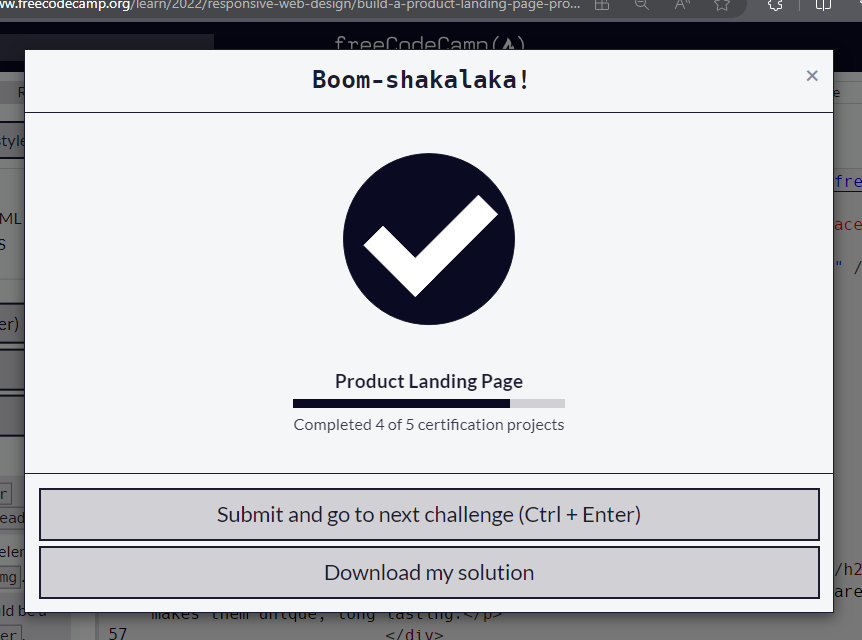 ww.freecodecamp.org/learn/2022/responsive-web-design/build-a-product-landing-page-pro...
freeCodeCamp
Boom-shakalaka!
×
Product Landing Page
Completed 4 of 5 certification projects
Submit and go to next challenge (Ctrl + Enter)
Download my solution
makes them unique, long lasting.</p>
57 </div>